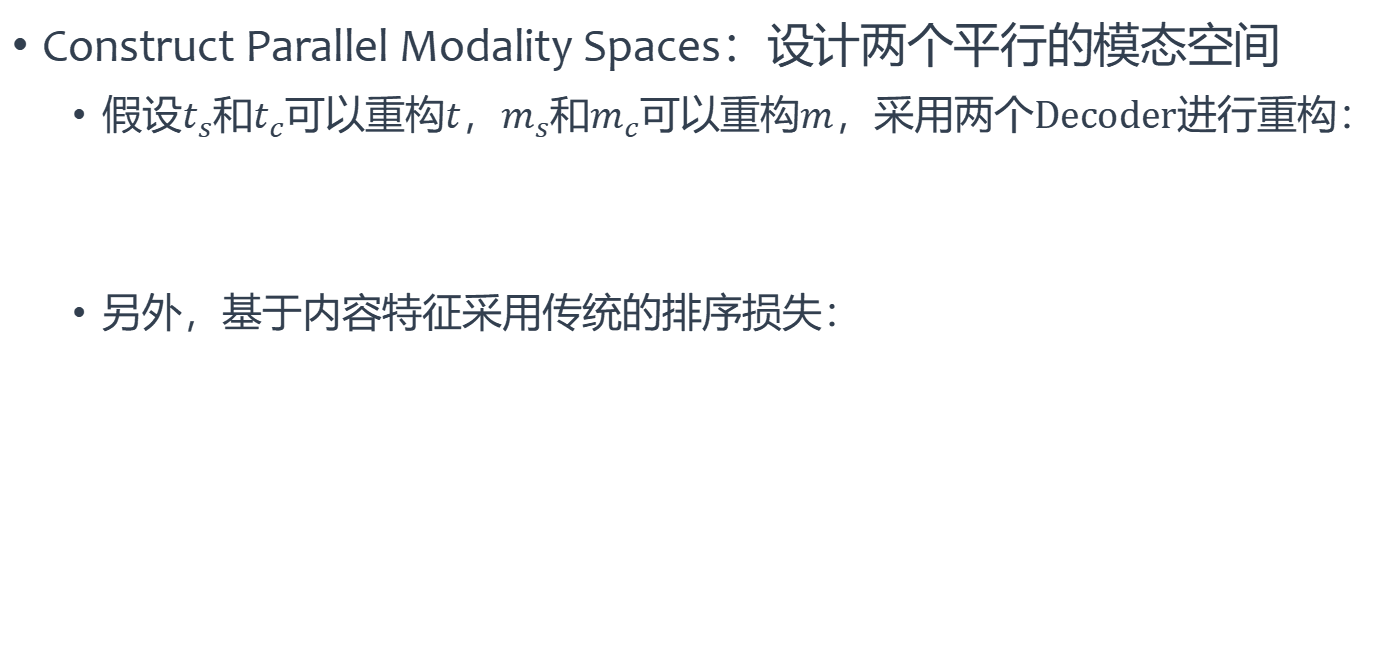 • Construct Parallel Modality Spaces：设计两个平行的模态空间
• 假设tₛ和t_c可以重构t，mₛ和m_c可以重构m，采用两个Decoder进行重构：
• 另外，基于内容特征采用传统的排序损失：